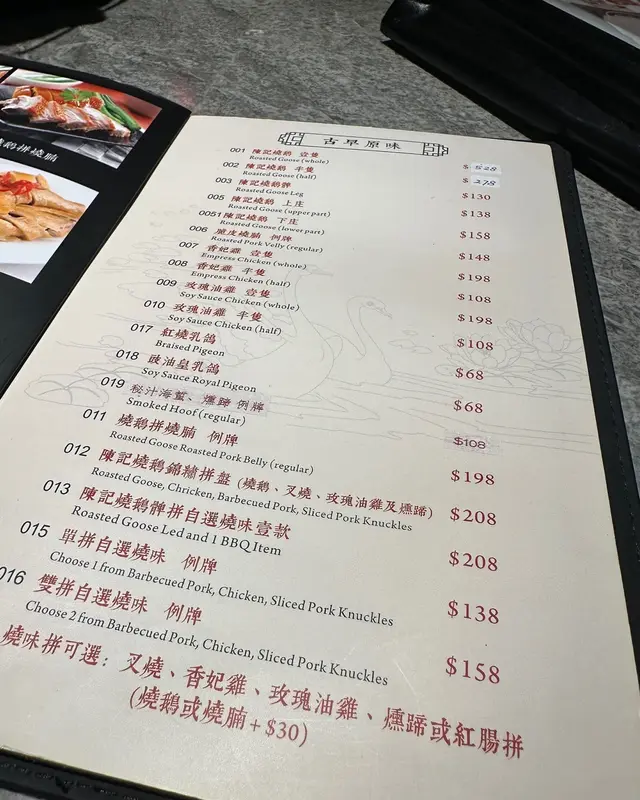 燒鵝拼燒腩
古早原味
001 陳記燒鵝 壹隻 $ 528
Roasted Goose (whole)
002 陳記燒鵝 半隻 $ 278
Roasted Goose (half)
003 陳記燒鵝髀 $130
Roasted Goose Leg
005 陳記燒鵝 上庄 $138
Roasted Goose (upper part)
0051 陳記燒鵝 下庄 $158
Roasted Goose (lower part)
006 脆皮燒腩 例牌 $148
Roasted Pork Velly (regular)
007 香妃雞 壹隻 $198
Empress Chicken (whole)
008 香妃雞 半隻 $108
Empress Chicken (half)
009 玫瑰油雞 壹隻 $198
Soy Sauce Chicken (whole)
010 玫瑰油雞 半隻 $108
Soy Sauce Chicken (half)
017 紅燒乳鴿 $68
Braised Pigeon
018 豉油皇乳鴿 $68
Soy Sauce Royal Pigeon
019 秘汁海蜇、燻蹄 例牌 $108
Smoked Hoof (regular)
011 燒鵝拼燒腩 例牌 $198
Roasted Goose Roasted Pork Belly (regular)
012 陳記燒鵝錦繡拼盤 (燒鵝、叉燒、玫瑰油雞及燻蹄) $208
Roasted Goose, Chricken, Barbecued Pork, Sliced Pork Knuckles
013 陳記燒鵝髀拼自選燒味壹款 $208
Roasted Goose Led and 1 BBQ Item
015 單拼自選燒味 例牌 $138
Choose 1 from Barbecued Pork, Chicken, Sliced Pork Knuckles
016 雙拼自選燒味 例牌 $158
Choose 2 from Barbecued Pork, Chicken, Sliced Pork Knuckles
燒味拼可選：叉燒、香妃雞、玫瑰油雞、燻蹄或紅腸拼
(燒鵝或燒腩+$30)